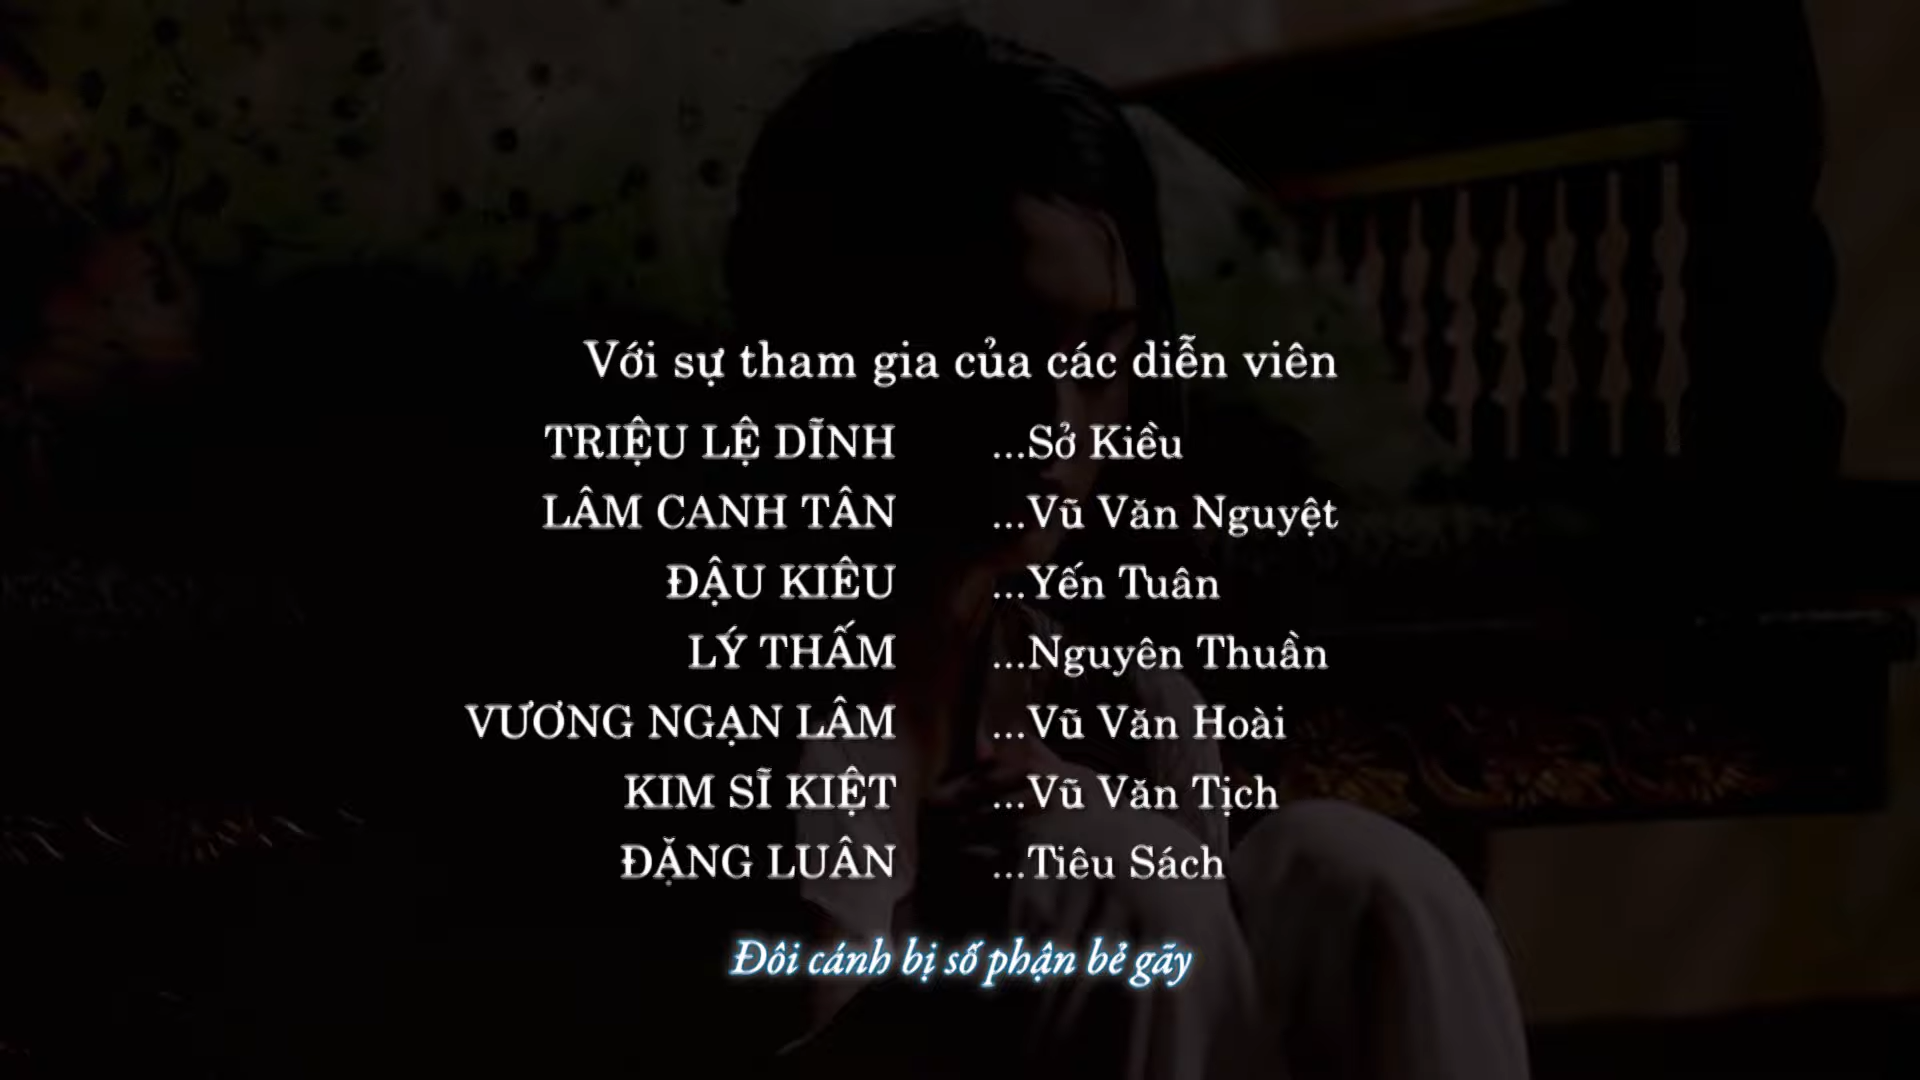 Với sự tham gia của các diễn viên
TRIỆU LỆ DĨNH ...Sở Kiều
LÂM CANH TÂN ...Vũ Văn Nguyệt
ĐẬU KIÊU ...Yến Tuân
LÝ THẤM ...Nguyên Thuần
VƯƠNG NGẠN LÂM ...Vũ Văn Hoài
KIM SĨ KIỆT ...Vũ Văn Tịch
ĐẶNG LUÂN ...Tiêu Sách
Đôi cánh bị số phận bẻ gãy